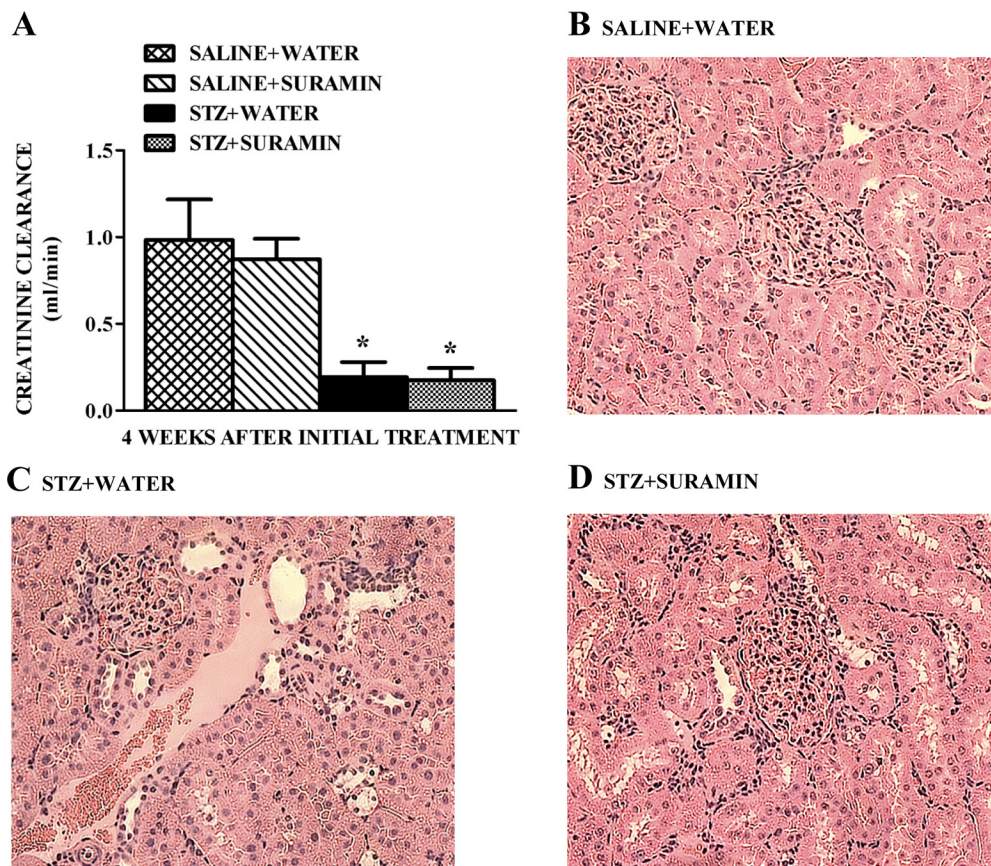 A
SALINE+WATER
SALINE+SURAMIN
STZ+WATER
STZ+SURAMIN
CREATININE CLEARANCE
(ml/min)
1.5
1.0
0.5
0.0
* *
4 WEEKS AFTER INITIAL TREATMENT
B SALINE+WATER
C STZ+WATER
D STZ+SURAMIN